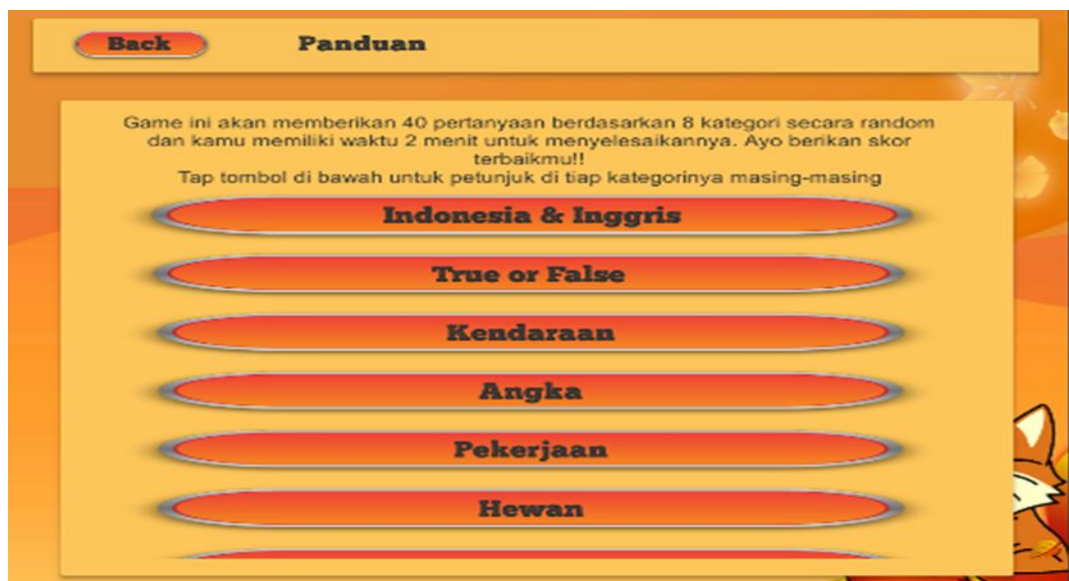 Back
Panduan
Game ini akan memberikan 40 pertanyaan berdasarkan 8 kategori secara random
dan kamu memiliki waktu 2 menit untuk menyelesaikannya. Ayo berikan skor
terbaikmu!!
Tap tombol di bawah untuk petunjuk di tiap kategorinya masing-masing
Indonesia & Inggris
True or False
Kendaraan
Angka
Pekerjaan
Hewan